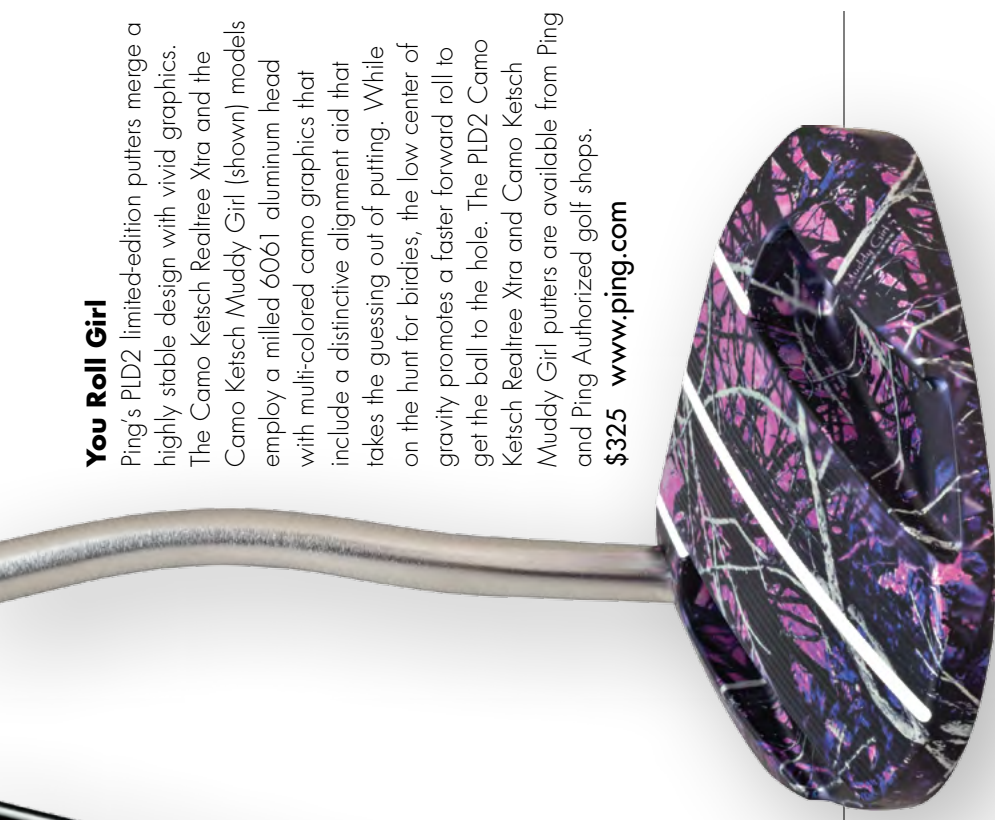 You Roll Girl
Ping’s PLD2 limited-edition putters merge a
highly stable design with vivid graphics.
The Camo Ketsch Realtree Xtra and the
Camo Ketsch Muddy Girl (shown) models
employ a milled 6061 aluminum head
with multi-colored camo graphics that
include a distinctive alignment aid that
takes the guessing out of putting. While
on the hunt for birdies, the low center of
gravity promotes a faster forward roll to
get the ball to the hole. The PLD2 Camo
Ketsch Realtree Xtra and Camo Ketsch
Muddy Girl putters are available from Ping
and Ping Authorized golf shops.
$325 www.ping.com
Muddy Girl